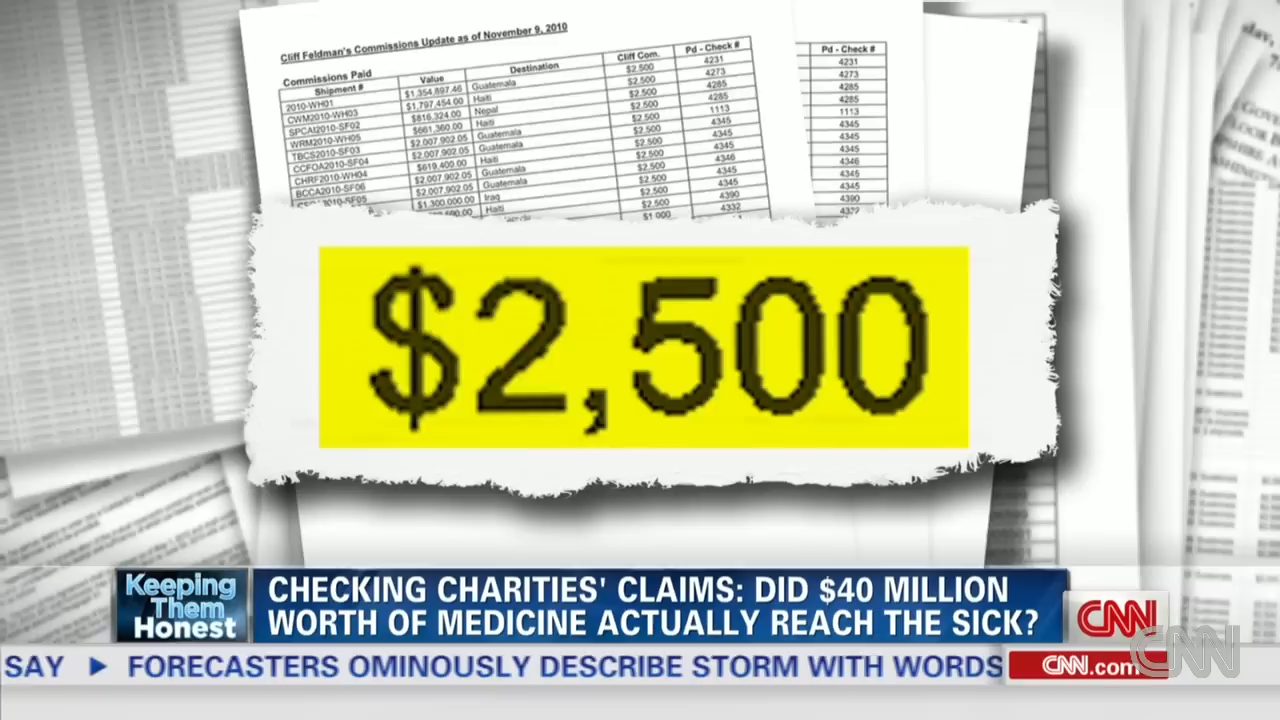 Cliff Feldman's Commissions Update as of November 9, 2010
Commissions Paid
Shipment # Value Destination Cliff Com. Pd - Check # Pd - Check #
2010-WH01 $1,354,897.46 Guatemala $2,500 4231 4231
CWM2010-WH03 $1,797,454.00 Haiti $2,500 4273 4273
SPCAI2010-SF02 $816,324.00 Nepal $2,500 4285 4285
WRM2010-WH05 $661,360.00 Haiti $2,500 4285 4285
TBCS2010-SF03 $2,007,902.05 Guatemala $2,500 1113 1113
CCFOA2010-SF04 $2,007,902.05 Guatemala $2,500 4345 4345
CHRF2010-WH04 $619,400.00 Haiti $2,500 4345 4345
BCCA2010-SF06 $2,007,902.05 Guatemala $2,500 4346 4346
$1,300,000.00 Iraq $2,500 4345 4345
Haiti $2,500 4345 4345
$1,000 4390 4390
4332
$2,500
Keeping
Them
Honest
CHECKING CHARITIES' CLAIMS: DID $40 MILLION
WORTH OF MEDICINE ACTUALLY REACH THE SICK?
CNN
CNN
SAY ▶ FORECASTERS OMINOUSLY DESCRIBE STORM WITH WORDS
CNN.com